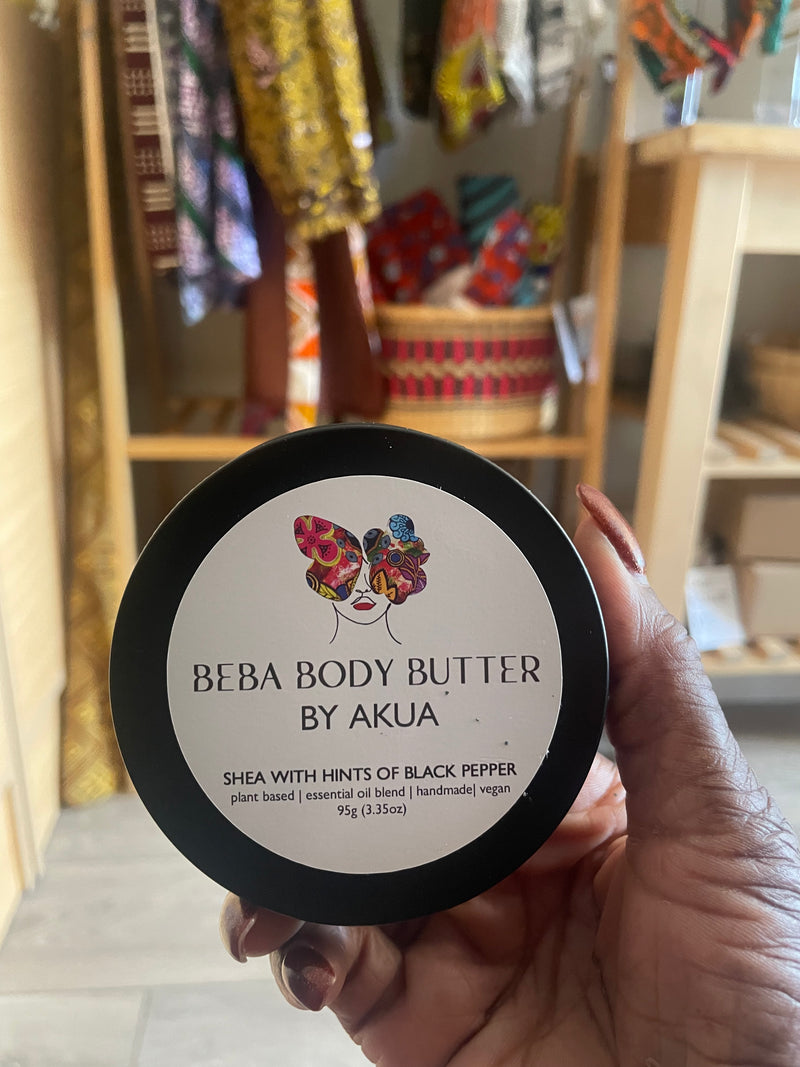 BEBA BODY BUTTER
BY AKUA
SHEA WITH HINTS OF BLACK PEPPER
plant based | essential oil blend | handmade| vegan
95g (3.35oz)